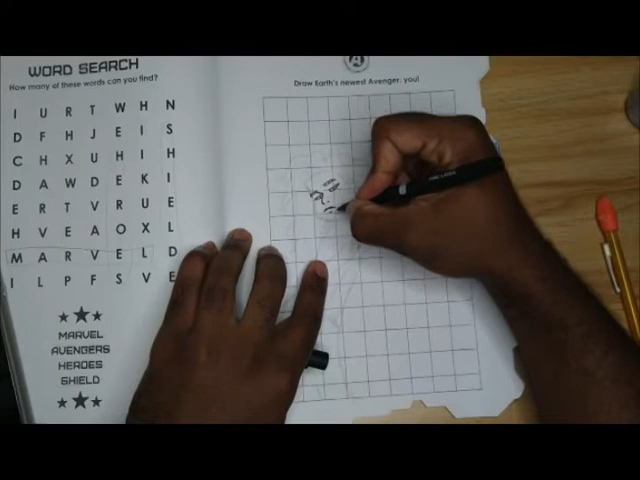 WORD SEARCH
How many of these words can you find?
I U R T W H N
D F H J E I S
C H X U H I H
D A W D E K I
E R T V R U E
H V E A O X L
M A R V E L D
I L P F S V E
MARVEL
AVENGERS
HEROES
SHIELD
A
Draw Earth's newest Avenger: you!